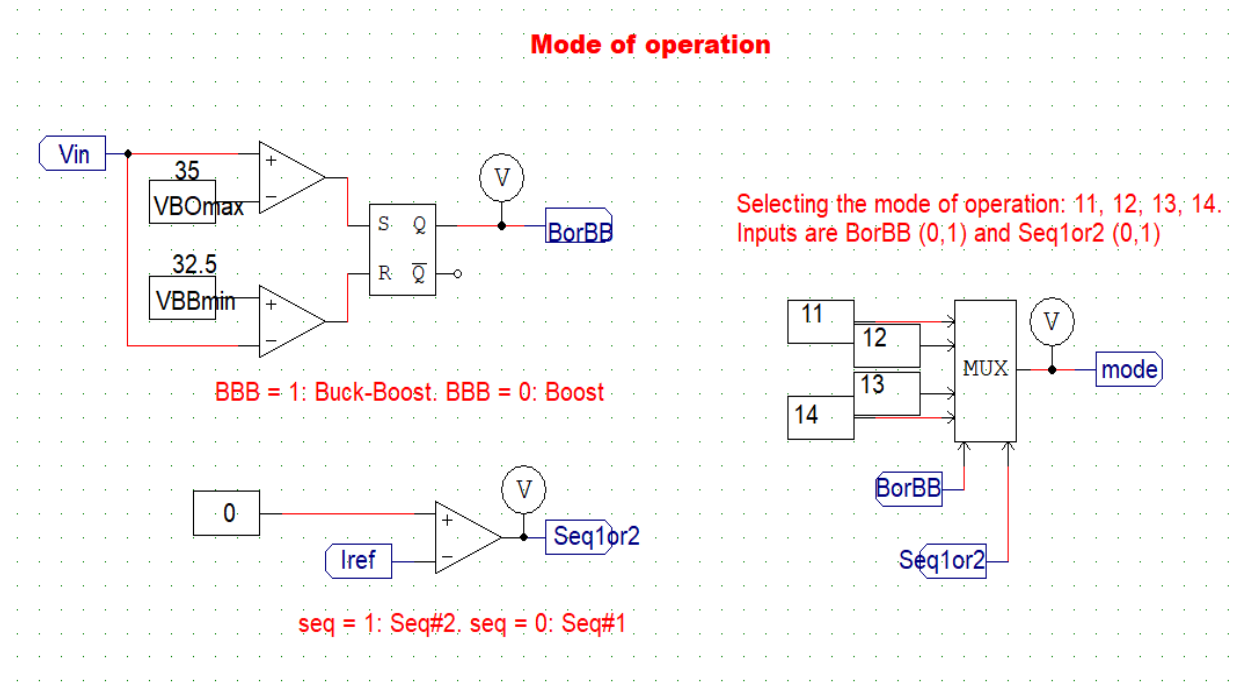 Mode of operation
Vin
35
VBOmax
32.5
VBBmin
+
−
+
−
S Q
R Q̅
V
BorBB
BBB = 1: Buck-Boost. BBB = 0: Boost
0
Iref
+
−
V
Seq1or2
seq = 1: Seq#2. seq = 0: Seq#1
Selecting the mode of operation: 11, 12, 13, 14.
Inputs are BorBB (0,1) and Seq1or2 (0,1)
11
12
13
14
MUX
V
mode
BorBB
Seq1or2